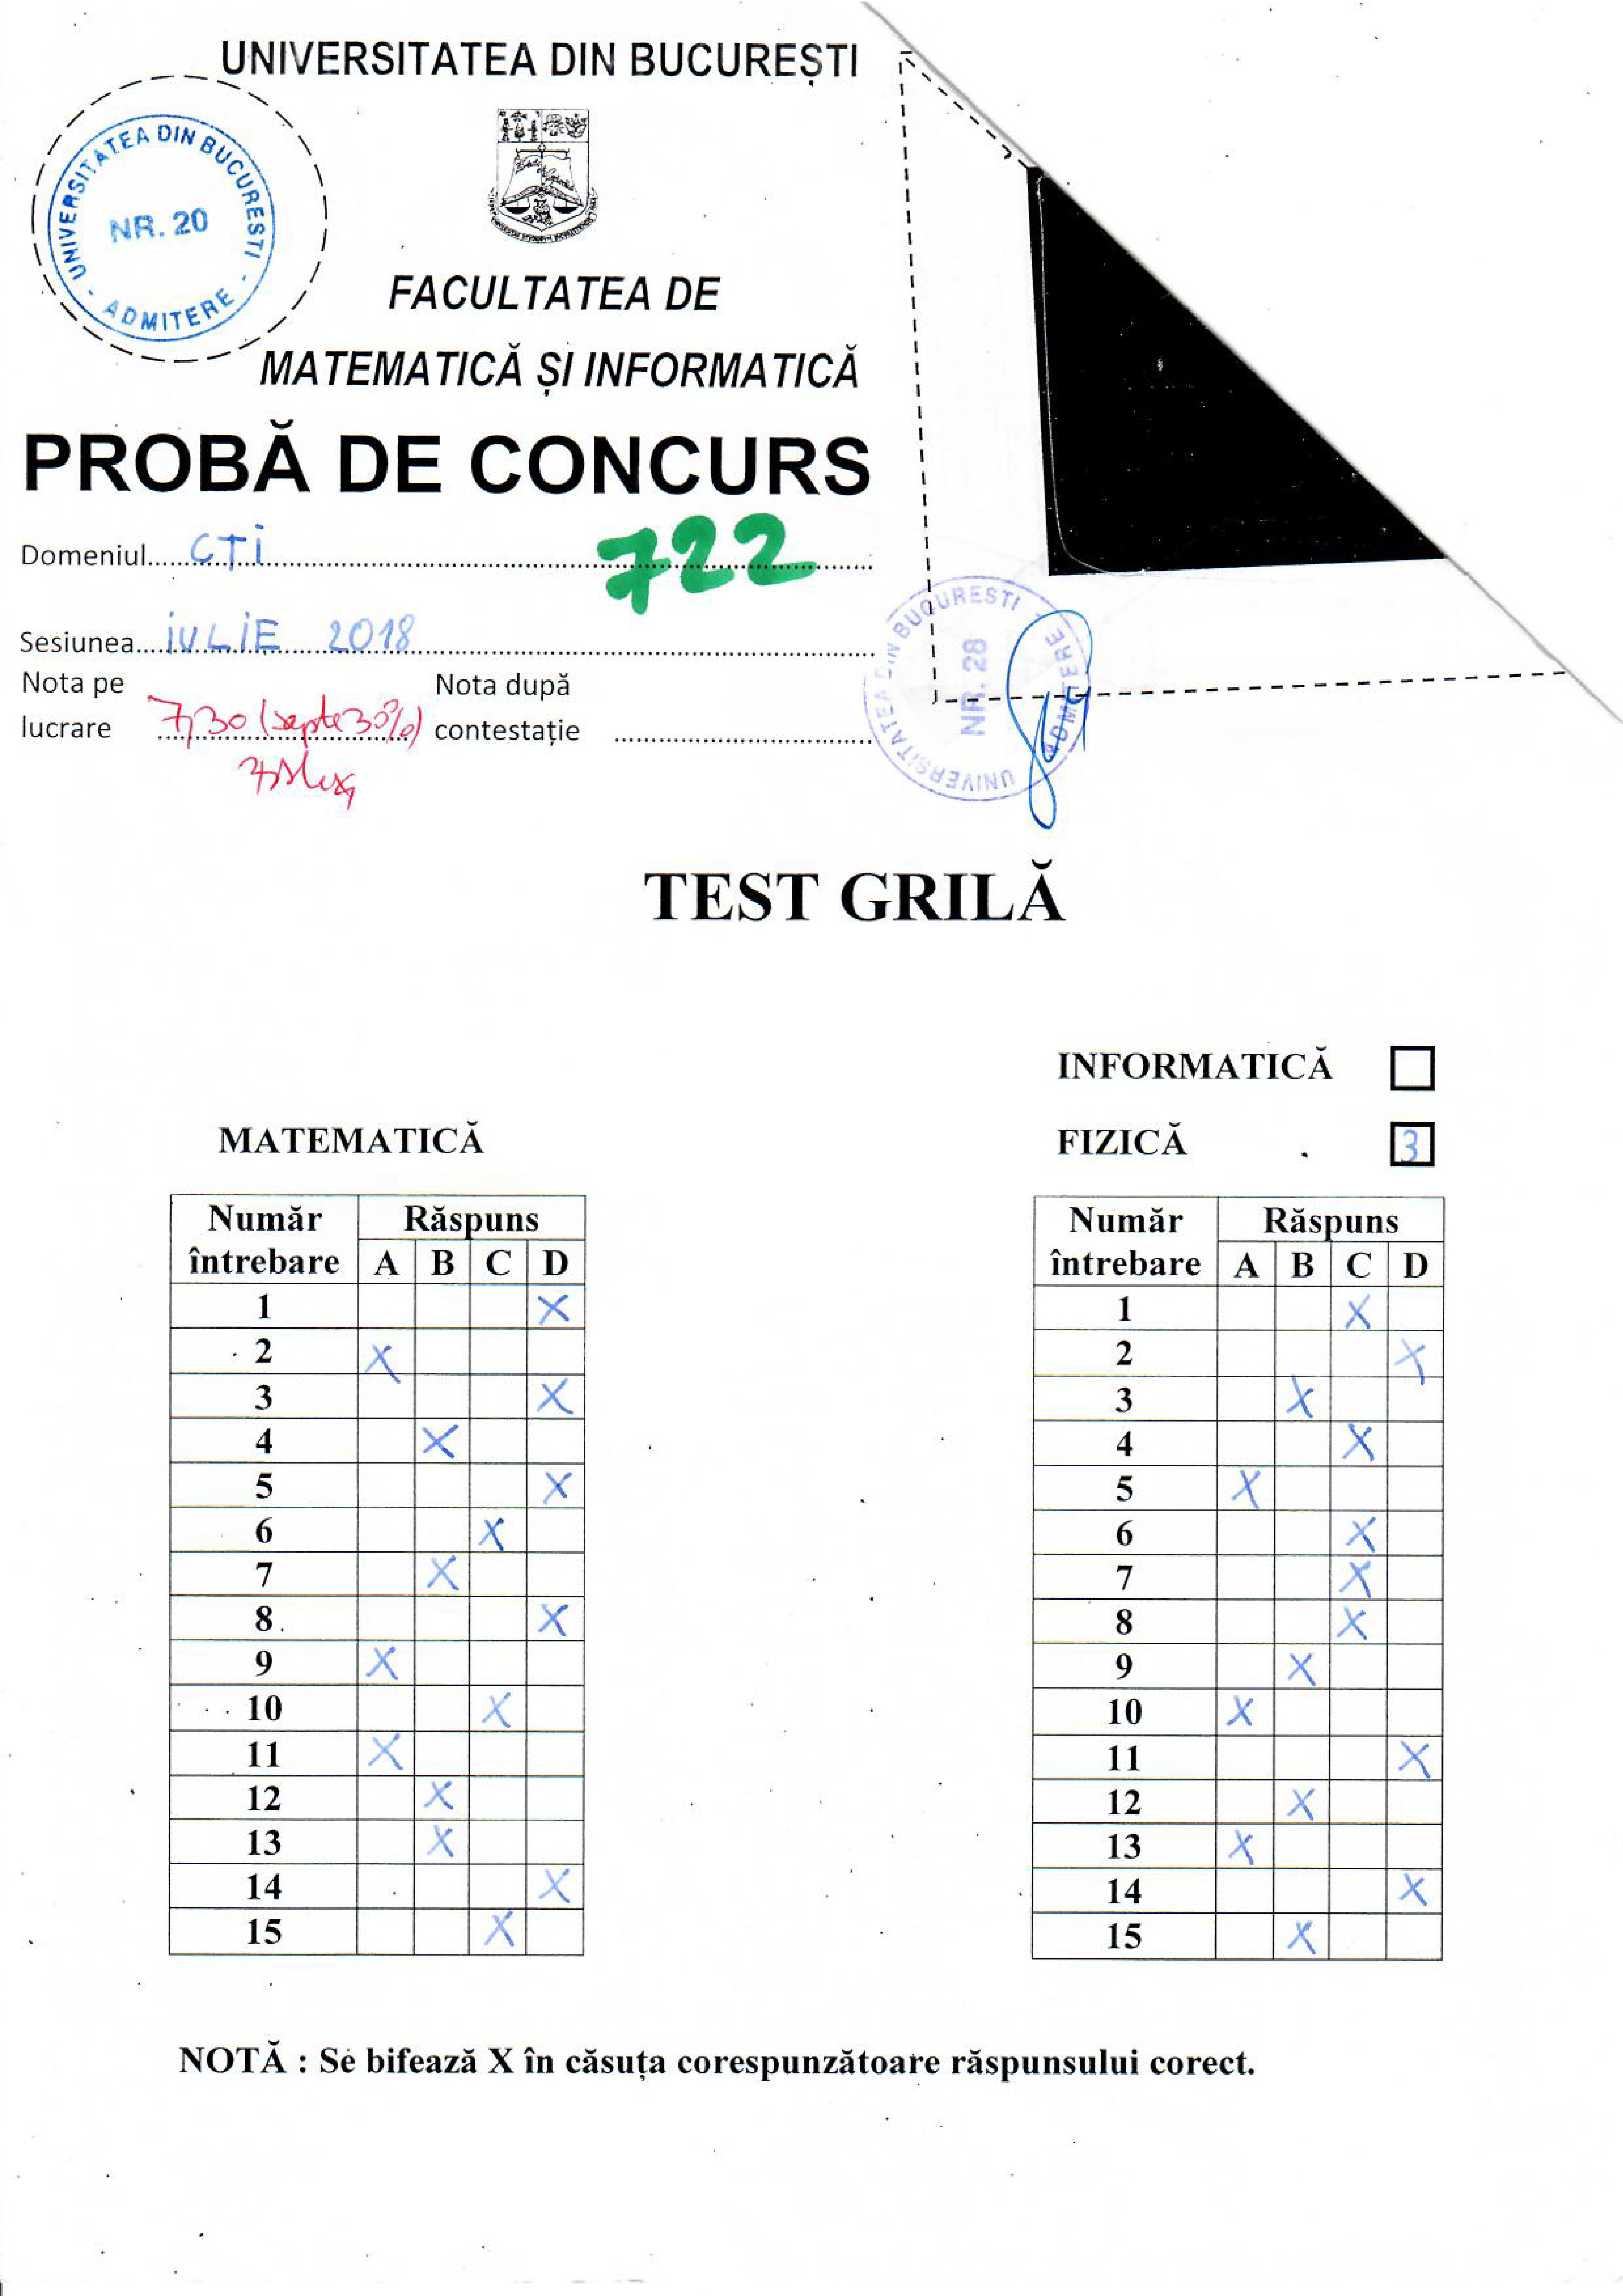 UNIVERSITATEA DIN BUCUREȘTI
UNIVERSITATEA DIN BUCURESTI
NR. 20
- ADMITERE -
FACULTATEA DE
MATEMATICĂ ȘI INFORMATICĂ
PROBĂ DE CONCURS
Domeniul CTi
722
Sesiunea iULiE 2018
Nota pe lucrare 7,30 (șapte 30%)
Nota după contestație
UNIVERSITATEA DIN BUCURESTI
NR. 28
ADMITERE
TEST GRILĂ
INFORMATICĂ
MATEMATICĂ
FIZICĂ 3
Număr întrebare Răspuns
A B C D
1 X
2 X
3 X
4 X
5 X
6 X
7 X
8 X
9 X
10 X
11 X
12 X
13 X
14 X
15 X
Număr întrebare Răspuns
A B C D
1 X
2 X
3 X
4 X
5 X
6 X
7 X
8 X
9 X
10 X
11 X
12 X
13 X
14 X
15 X
NOTĂ : Se bifează X în căsuța corespunzătoare răspunsului corect.